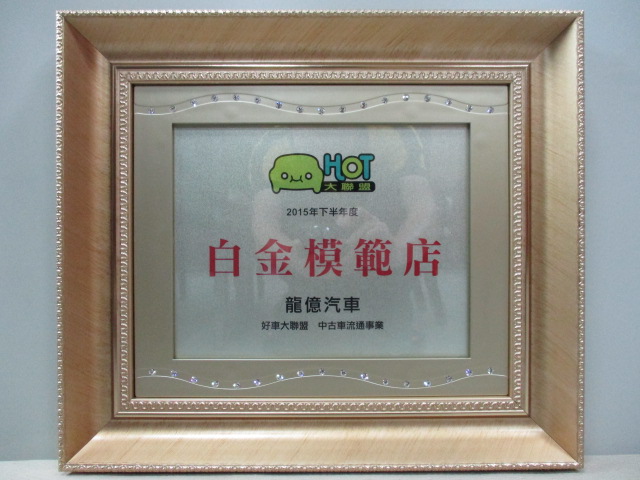 HOT
大聯盟
2015年下半年度
白金模範店
龍億汽車
好車大聯盟 中古車流通事業